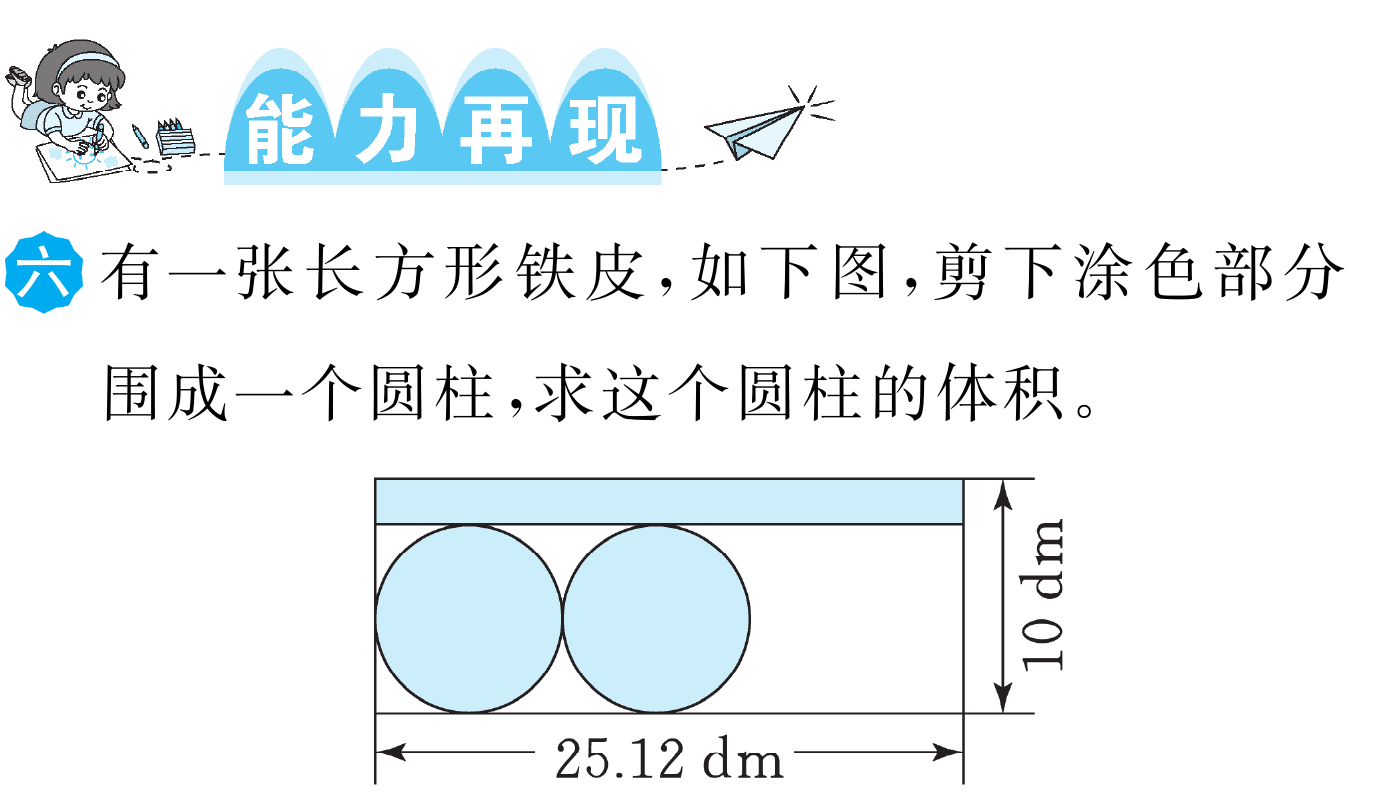 能力再现
六 有一张长方形铁皮,如下图,剪下涂色部分
围成一个圆柱,求这个圆柱的体积。
10 dm
25.12 dm